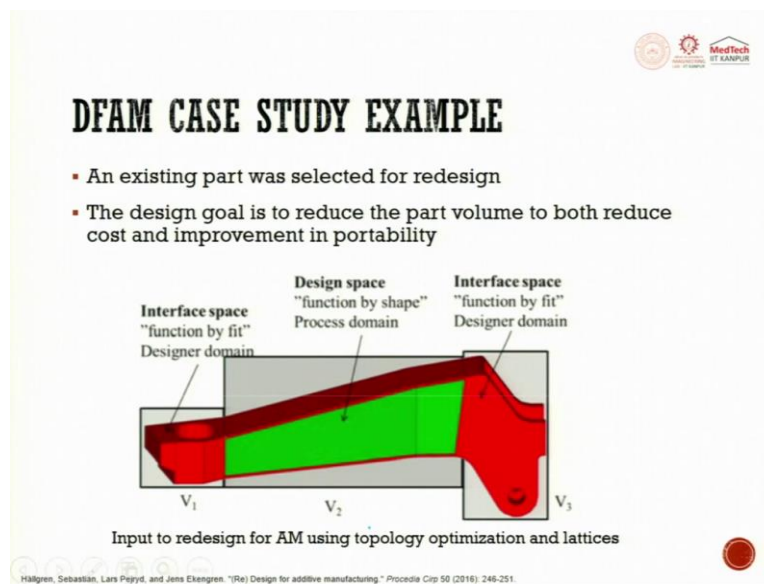 MedTech
IIT KANPUR
DFAM CASE STUDY EXAMPLE
▪ An existing part was selected for redesign
▪ The design goal is to reduce the part volume to both reduce
cost and improvement in portability
Interface space
"function by fit"
Designer domain
Design space
"function by shape"
Process domain
Interface space
"function by fit"
Designer domain
V1
V2
V3
Input to redesign for AM using topology optimization and lattices
Hällgren, Sebastian, Lars Pejryd, and Jens Ekengren. "(Re) Design for additive manufacturing." Procedia Cirp 50 (2016): 246-251.